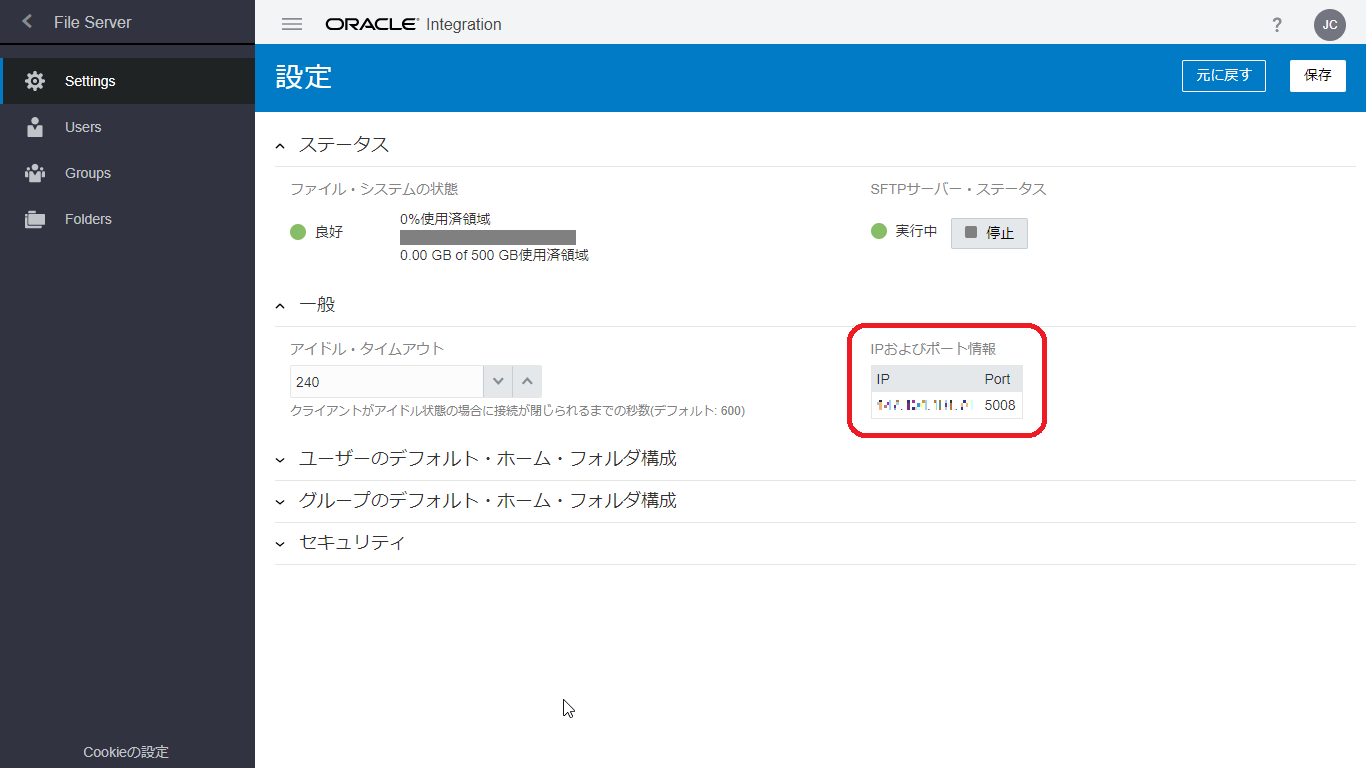 File Server
ORACLE Integration
?
JC
Settings
Users
Groups
Folders
Cookieの設定
設定
元に戻す
保存
ステータス
ファイル・システムの状態
良好
0%使用済領域
0.00 GB of 500 GB使用済領域
SFTPサーバー・ステータス
実行中
停止
一般
アイドル・タイムアウト
240
クライアントがアイドル状態の場合に接続が閉じられるまでの秒数(デフォルト: 600)
IPおよびポート情報
IP Port
5008
ユーザーのデフォルト・ホーム・フォルダ構成
グループのデフォルト・ホーム・フォルダ構成
セキュリティ